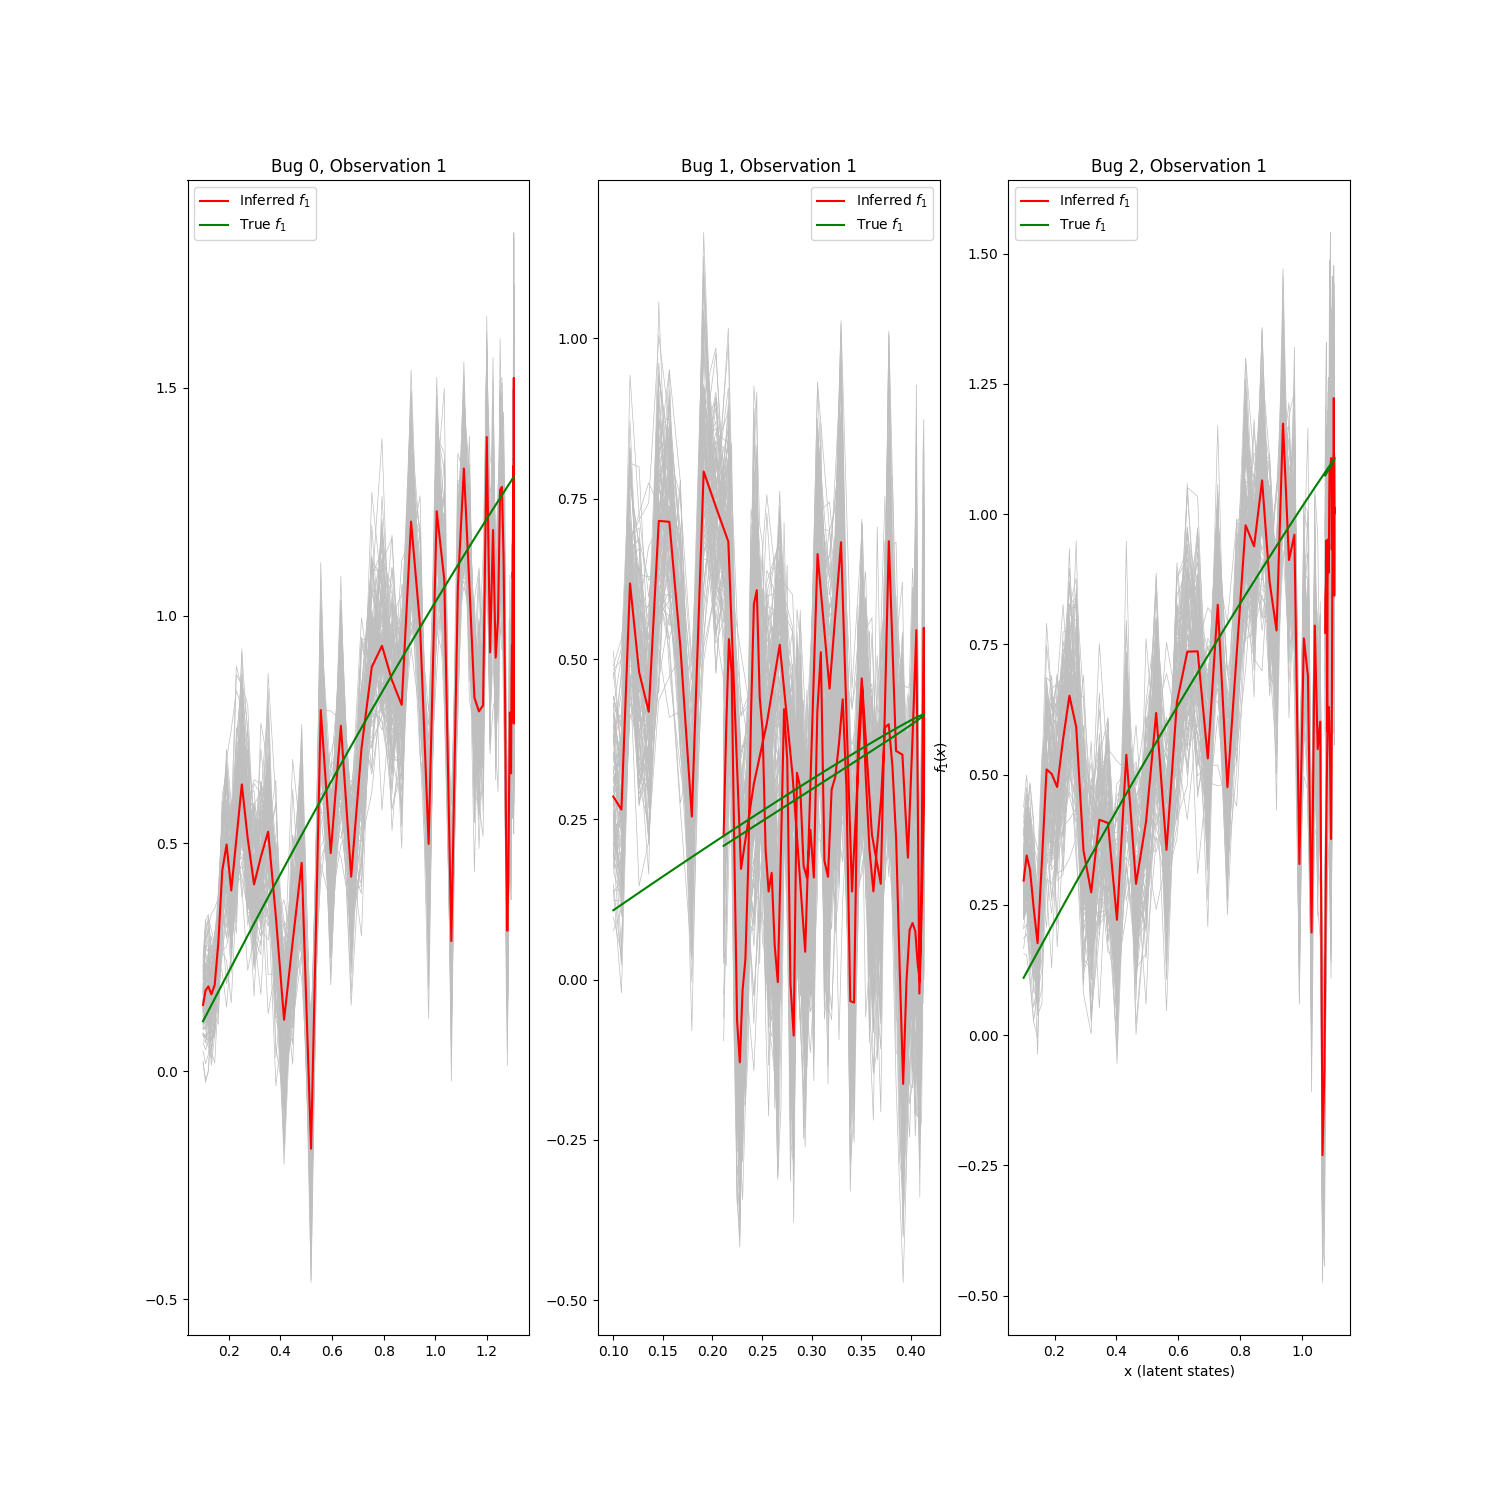 Bug 0, Observation 1
Inferred f₁
True f₁
1.5
1.0
0.5
0.0
−0.5
0.2 0.4 0.6 0.8 1.0 1.2
Bug 1, Observation 1
Inferred f₁
True f₁
1.00
0.75
0.50
0.25
0.00
−0.25
−0.50
0.10 0.15 0.20 0.25 0.30 0.35 0.40
Bug 2, Observation 1
Inferred f₁
True f₁
f₁(x)
1.50
1.25
1.00
0.75
0.50
0.25
0.00
−0.25
−0.50
0.2 0.4 0.6 0.8 1.0
x (latent states)